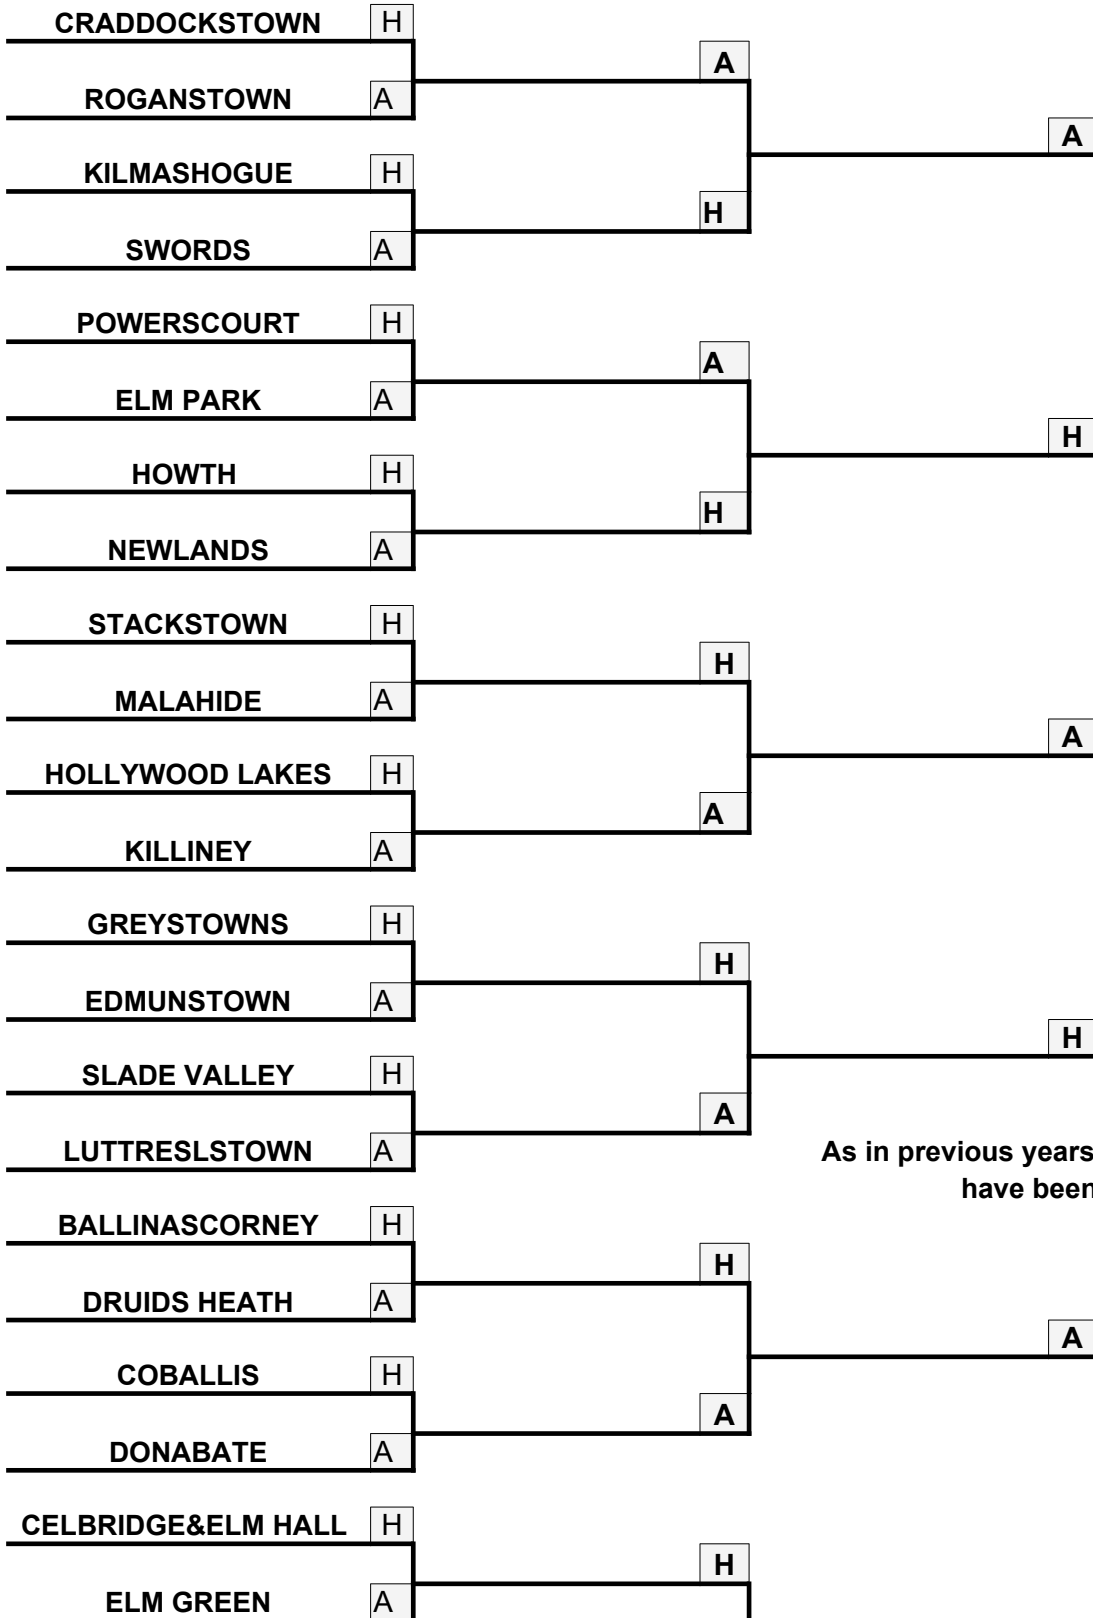 CRADDOCKSTOWN H
A
ROGANSTOWN A
A
KILMASHOGUE H
H
SWORDS A
POWERSCOURT H
A
ELM PARK A
H
HOWTH H
H
NEWLANDS A
STACKSTOWN H
H
MALAHIDE A
A
HOLLYWOOD LAKES H
A
KILLINEY A
GREYSTOWNS H
H
EDMUNSTOWN A
H
SLADE VALLEY H
A
LUTTRESLSTOWN A
As in previous years
have been
BALLINASCORNEY H
H
DRUIDS HEATH A
A
COBALLIS H
A
DONABATE A
CELBRIDGE&ELM HALL H
H
ELM GREEN A